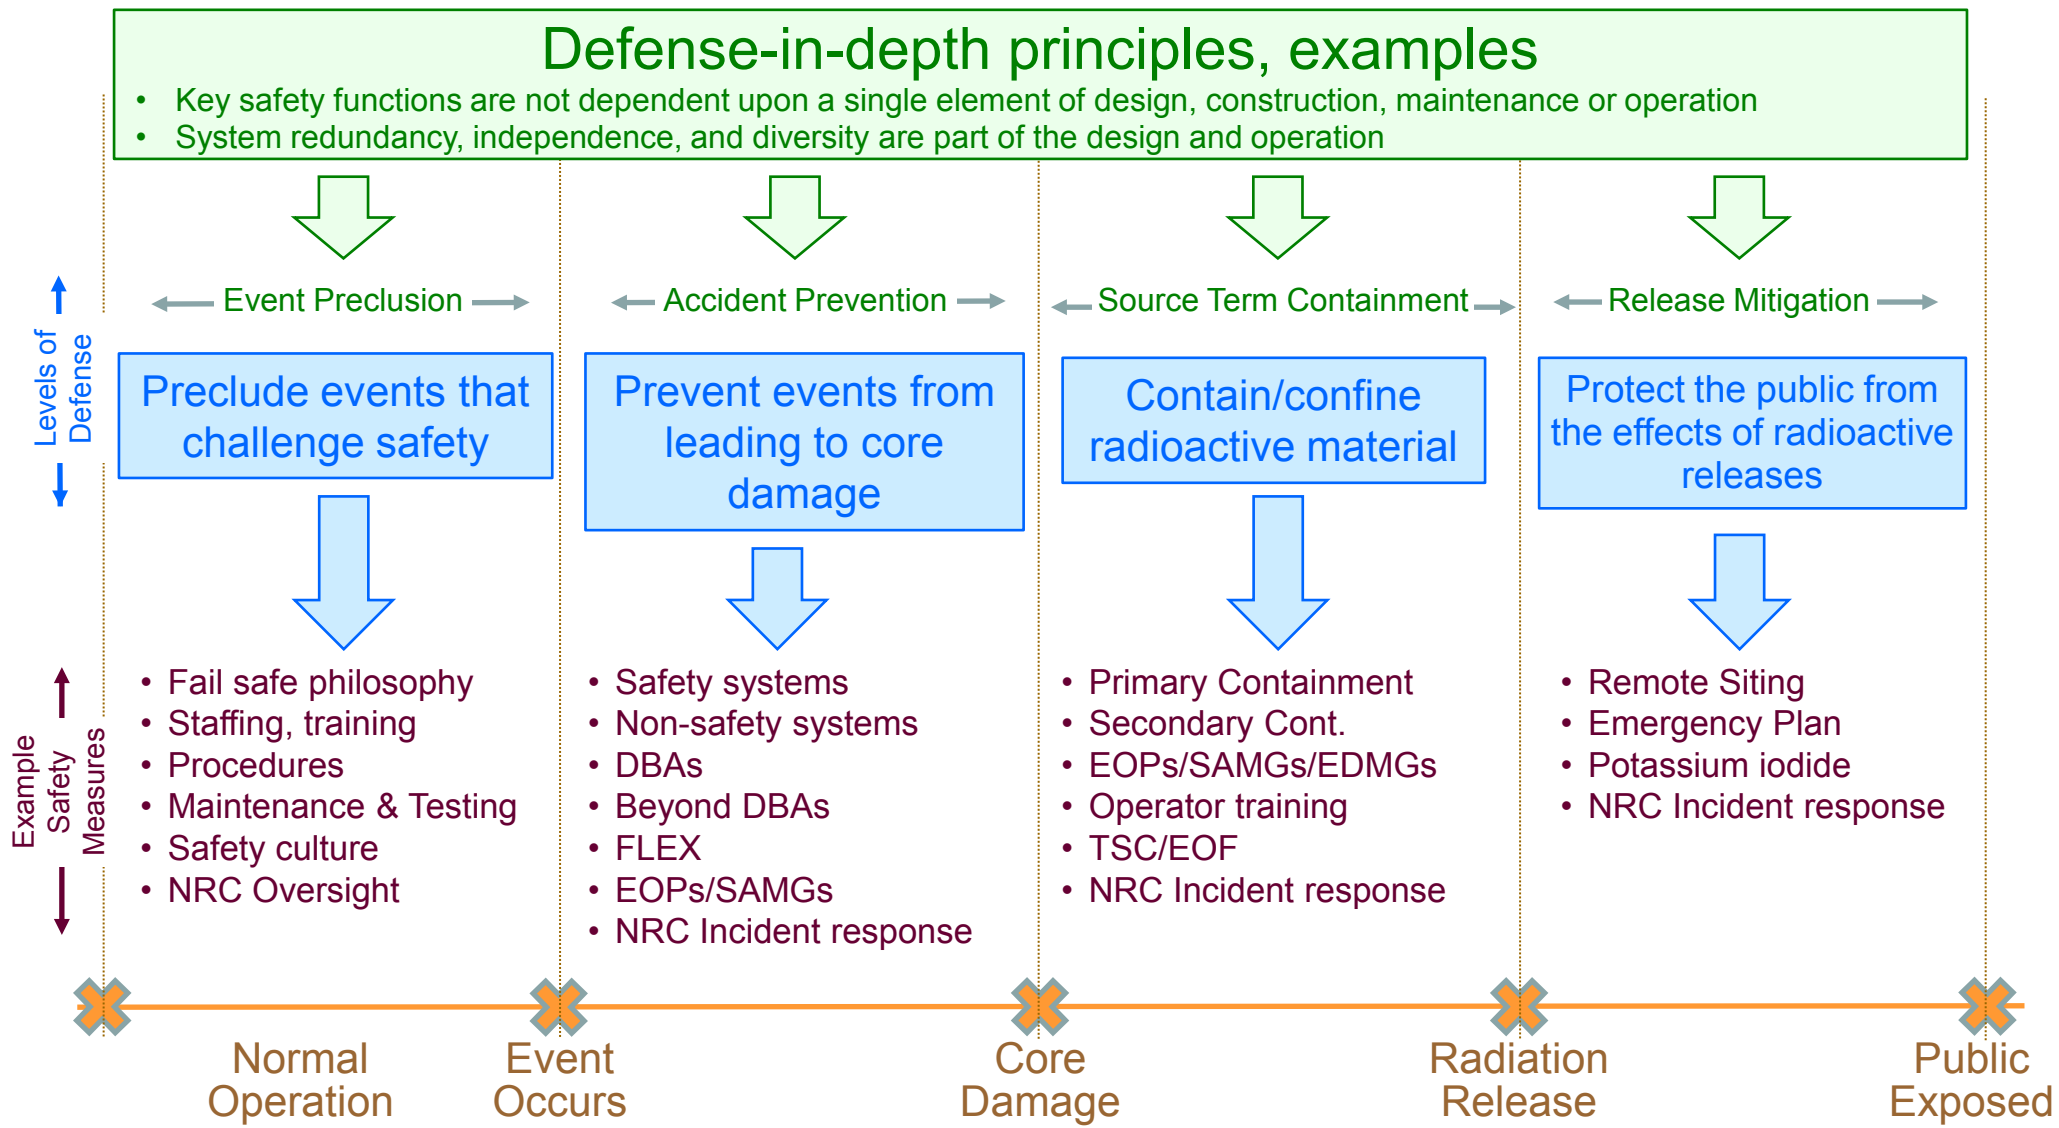 Defense-in-depth principles, examples
• Key safety functions are not dependent upon a single element of design, construction, maintenance or operation
• System redundancy, independence, and diversity are part of the design and operation
Levels of
Defense
Event Preclusion
Accident Prevention
Source Term Containment
Release Mitigation
Preclude events that
challenge safety
Prevent events from
leading to core
damage
Contain/confine
radioactive material
Protect the public from
the effects of radioactive
releases
Example
Safety
Measures
• Fail safe philosophy
• Staffing, training
• Procedures
• Maintenance & Testing
• Safety culture
• NRC Oversight
• Safety systems
• Non-safety systems
• DBAs
• Beyond DBAs
• FLEX
• EOPs/SAMGs
• NRC Incident response
• Primary Containment
• Secondary Cont.
• EOPs/SAMGs/EDMGs
• Operator training
• TSC/EOF
• NRC Incident response
• Remote Siting
• Emergency Plan
• Potassium iodide
• NRC Incident response
Normal
Operation
Event
Occurs
Core
Damage
Radiation
Release
Public
Exposed